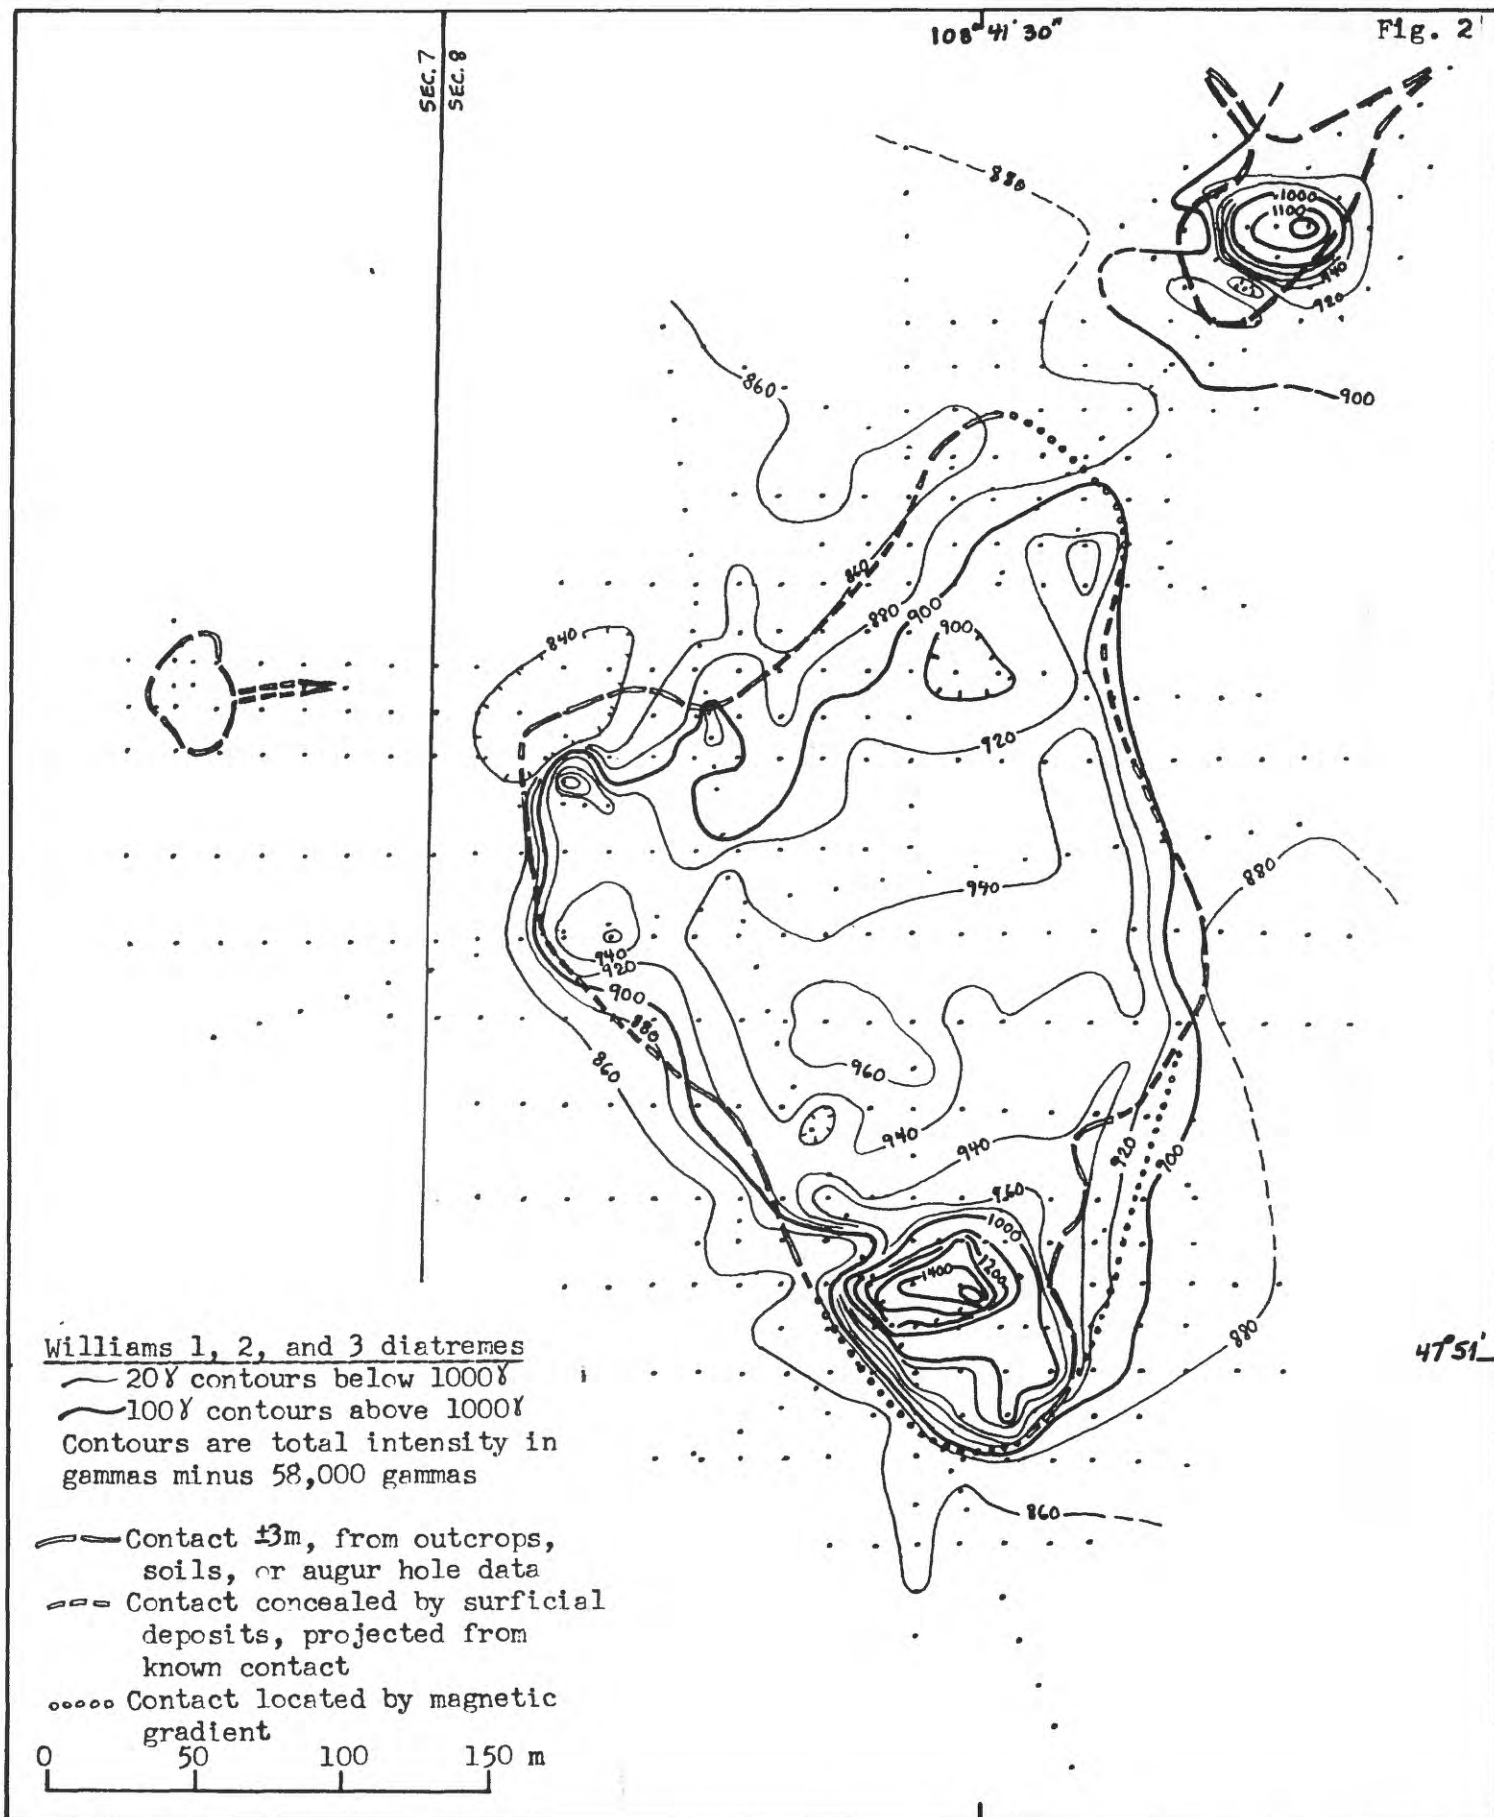 108°41'30"
Fig. 2
SEC. 7
SEC. 8
880
1000
1100
940
920
860
900
860
880
900
900
840
920
880
940
940
920
900
880
860
960
940
940
920
900
960
1000
1200
1400
880
47°51'
860
Williams 1, 2, and 3 diatremes
20γ contours below 1000γ
100γ contours above 1000γ
Contours are total intensity in
gammas minus 58,000 gammas
Contact ±3m, from outcrops,
soils, or augur hole data
Contact concealed by surficial
deposits, projected from
known contact
Contact located by magnetic
gradient
0 50 100 150 m